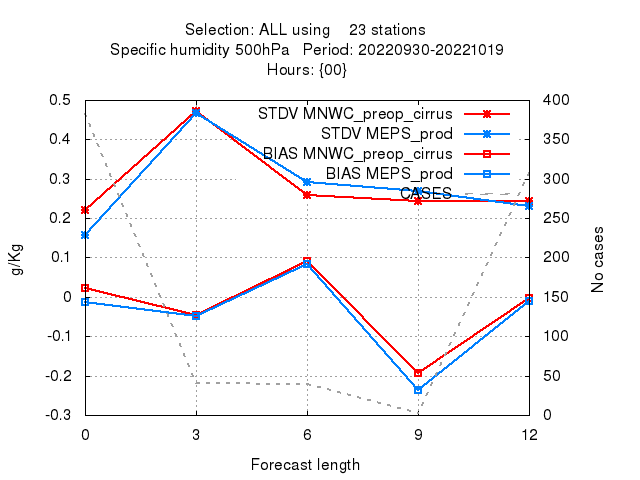 Selection: ALL using 23 stations
Specific humidity 500hPa Period: 20220930-20221019
Hours: {00}
0.5 400
STDV MNWC_preop_cirrus
STDV MEPS_prod
0.4 350
BIAS MNWC_preop_cirrus
BIAS MEPS_prod
0.3 300
CASES
0.2 250
0.1 200
0 150
-0.1 100
-0.2 50
-0.3 0
g/Kg
No cases
0 3 6 9 12
Forecast length